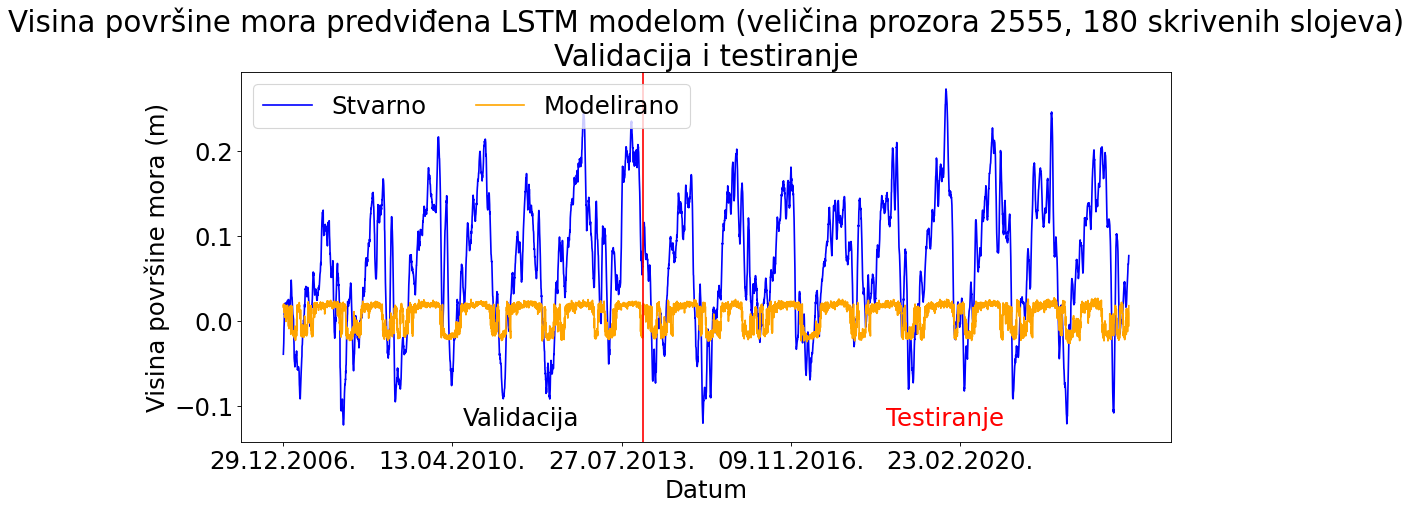 Visina površine mora predviđena LSTM modelom (veličina prozora 2555, 180 skrivenih slojeva)
Validacija i testiranje
Stvarno
Modelirano
Visina površine mora (m)
0.2
0.1
0.0
−0.1
Validacija
Testiranje
29.12.2006.
13.04.2010.
27.07.2013.
09.11.2016.
23.02.2020.
Datum